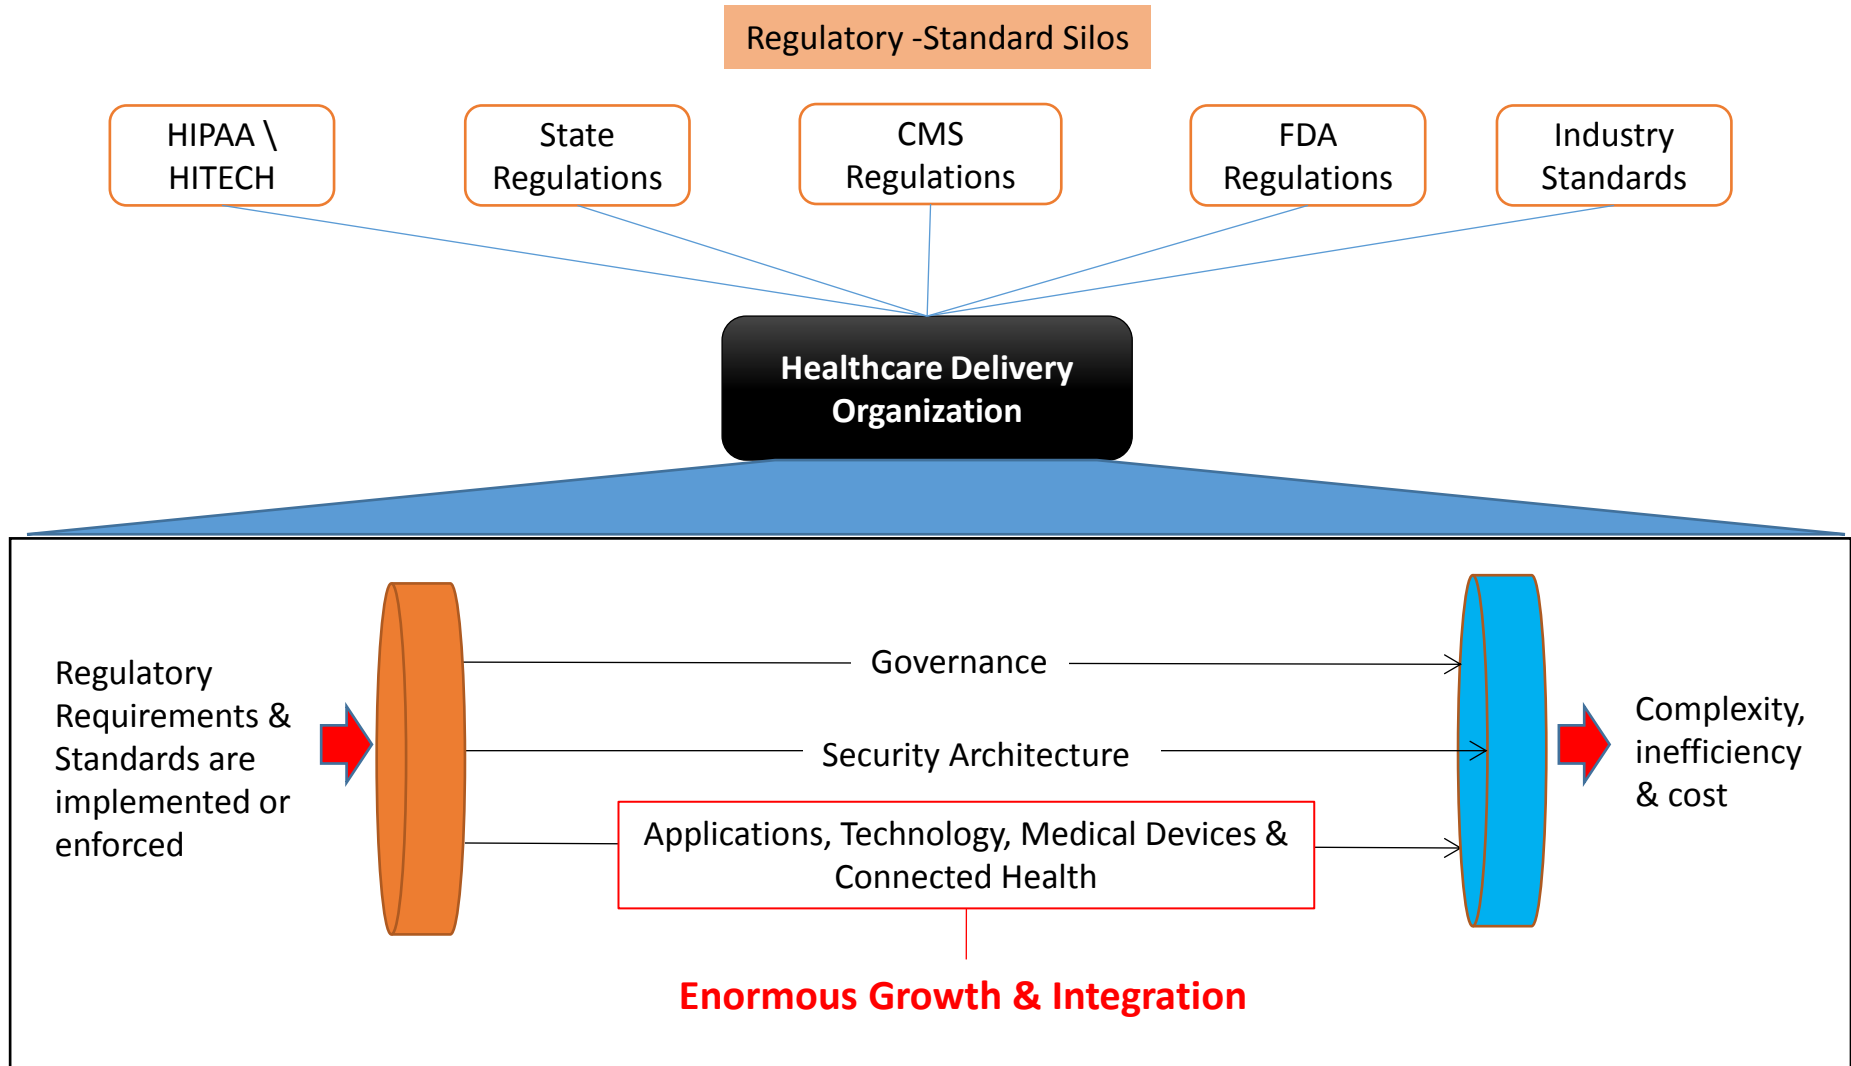 Regulatory -Standard Silos
HIPAA \
HITECH
State
Regulations
CMS
Regulations
FDA
Regulations
Industry
Standards
Healthcare Delivery
Organization
Regulatory
Requirements &
Standards are
implemented or
enforced
Governance
Security Architecture
Applications, Technology, Medical Devices &
Connected Health
Enormous Growth & Integration
Complexity,
inefficiency
& cost